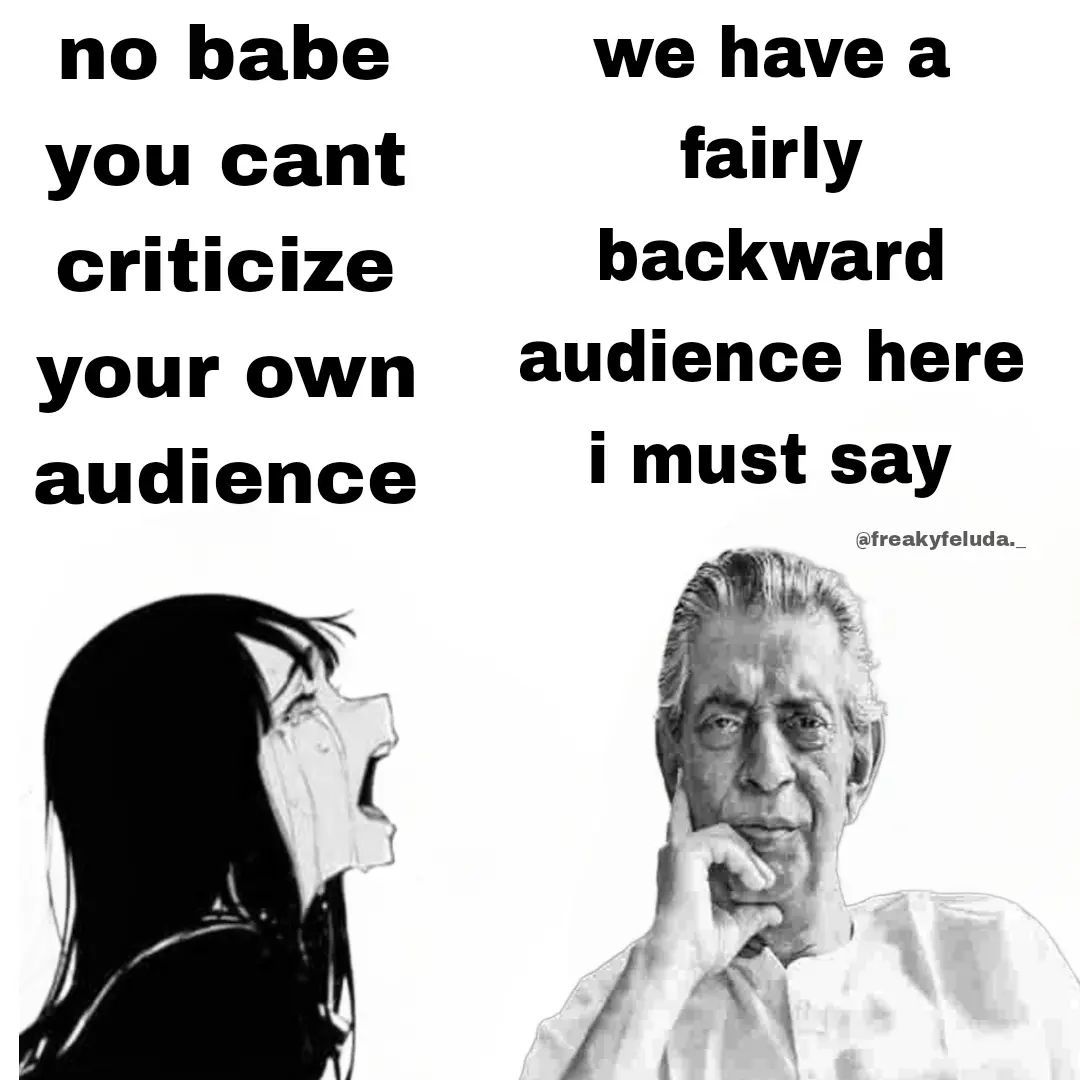 no babe
you cant
criticize
your own
audience
we have a
fairly
backward
audience here
i must say
@freakyfeluda._